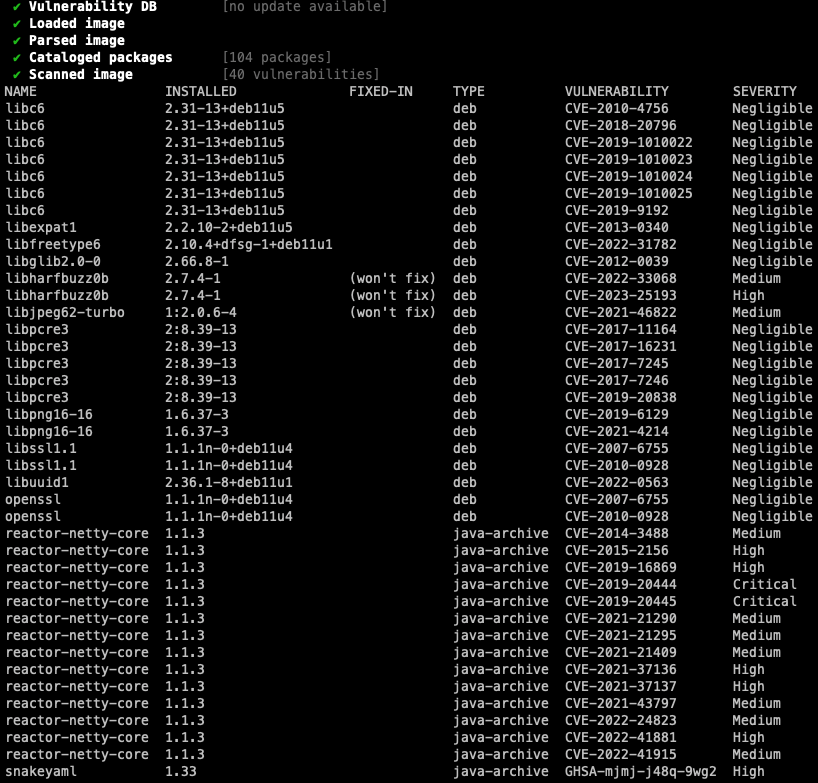 ✔ Vulnerability DB [no update available]
✔ Loaded image
✔ Parsed image
✔ Cataloged packages [104 packages]
✔ Scanned image [40 vulnerabilities]
NAME INSTALLED FIXED-IN TYPE VULNERABILITY SEVERITY
libc6 2.31-13+deb11u5 deb CVE-2010-4756 Negligible
libc6 2.31-13+deb11u5 deb CVE-2018-20796 Negligible
libc6 2.31-13+deb11u5 deb CVE-2019-1010022 Negligible
libc6 2.31-13+deb11u5 deb CVE-2019-1010023 Negligible
libc6 2.31-13+deb11u5 deb CVE-2019-1010024 Negligible
libc6 2.31-13+deb11u5 deb CVE-2019-1010025 Negligible
libc6 2.31-13+deb11u5 deb CVE-2019-9192 Negligible
libexpat1 2.2.10-2+deb11u5 deb CVE-2013-0340 Negligible
libfreetype6 2.10.4+dfsg-1+deb11u1 deb CVE-2022-31782 Negligible
libglib2.0-0 2.66.8-1 deb CVE-2012-0039 Negligible
libharfbuzz0b 2.7.4-1 (won't fix) deb CVE-2022-33068 Medium
libharfbuzz0b 2.7.4-1 (won't fix) deb CVE-2023-25193 High
libjpeg62-turbo 1:2.0.6-4 (won't fix) deb CVE-2021-46822 Medium
libpcre3 2:8.39-13 deb CVE-2017-11164 Negligible
libpcre3 2:8.39-13 deb CVE-2017-16231 Negligible
libpcre3 2:8.39-13 deb CVE-2017-7245 Negligible
libpcre3 2:8.39-13 deb CVE-2017-7246 Negligible
libpcre3 2:8.39-13 deb CVE-2019-20838 Negligible
libpng16-16 1.6.37-3 deb CVE-2019-6129 Negligible
libpng16-16 1.6.37-3 deb CVE-2021-4214 Negligible
libssl1.1 1.1.1n-0+deb11u4 deb CVE-2007-6755 Negligible
libssl1.1 1.1.1n-0+deb11u4 deb CVE-2010-0928 Negligible
libuuid1 2.36.1-8+deb11u1 deb CVE-2022-0563 Negligible
openssl 1.1.1n-0+deb11u4 deb CVE-2007-6755 Negligible
openssl 1.1.1n-0+deb11u4 deb CVE-2010-0928 Negligible
reactor-netty-core 1.1.3 java-archive CVE-2014-3488 Medium
reactor-netty-core 1.1.3 java-archive CVE-2015-2156 High
reactor-netty-core 1.1.3 java-archive CVE-2019-16869 High
reactor-netty-core 1.1.3 java-archive CVE-2019-20444 Critical
reactor-netty-core 1.1.3 java-archive CVE-2019-20445 Critical
reactor-netty-core 1.1.3 java-archive CVE-2021-21290 Medium
reactor-netty-core 1.1.3 java-archive CVE-2021-21295 Medium
reactor-netty-core 1.1.3 java-archive CVE-2021-21409 Medium
reactor-netty-core 1.1.3 java-archive CVE-2021-37136 High
reactor-netty-core 1.1.3 java-archive CVE-2021-37137 High
reactor-netty-core 1.1.3 java-archive CVE-2021-43797 Medium
reactor-netty-core 1.1.3 java-archive CVE-2022-24823 Medium
reactor-netty-core 1.1.3 java-archive CVE-2022-41881 High
reactor-netty-core 1.1.3 java-archive CVE-2022-41915 Medium
snakeyaml 1.33 java-archive GHSA-mjmj-j48q-9wg2 High